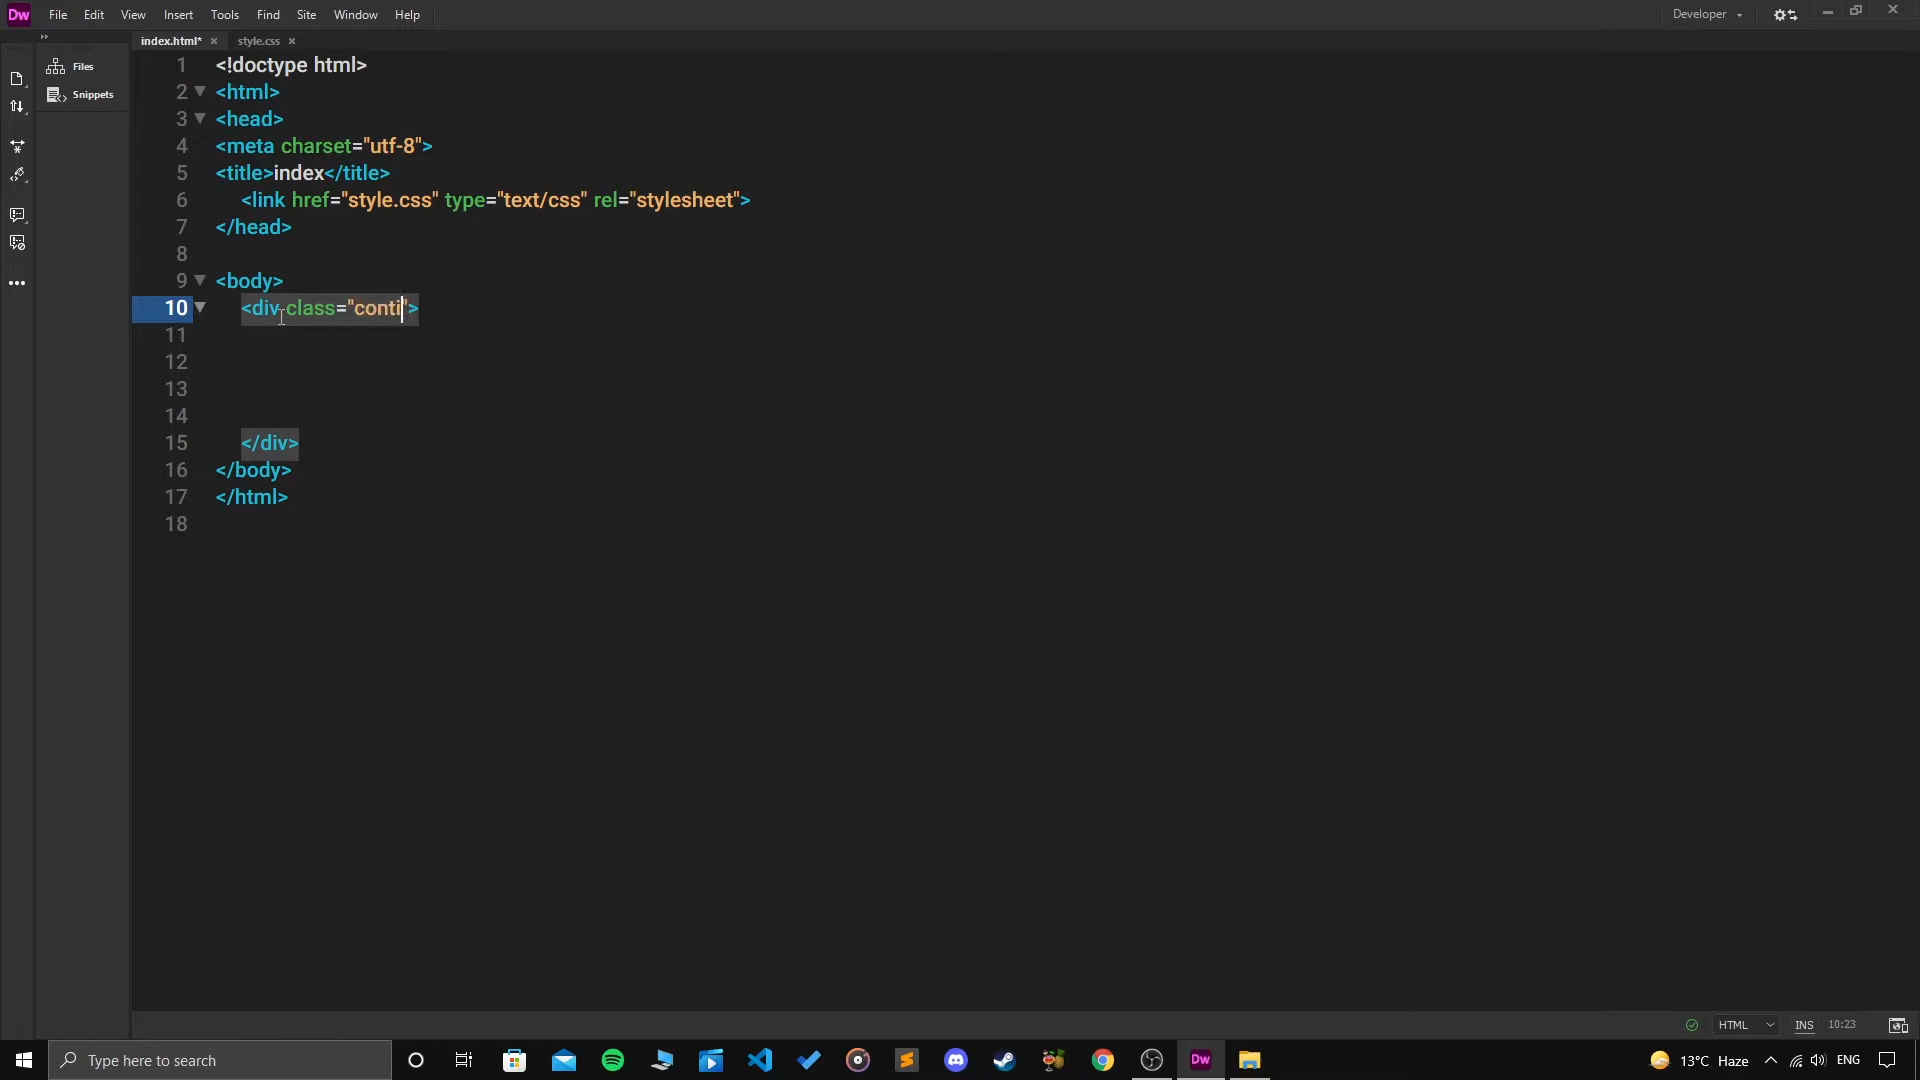 Dw File Edit View Insert Site Tools Find Site Window Help Developer
index.html* style.css
Files
Snippets
1 <!doctype html>
2 <html>
3 <head>
4 <meta charset="utf-8">
5 <title>index</title>
6 <link href="style.css" type="text/css" rel="stylesheet">
7 </head>
8
9 <body>
10 <div class="conti">
11
12
13
14
15 </div>
16 </body>
17 </html>
18
HTML INS 10:23
Type here to search Dw 13°C Haze ENG